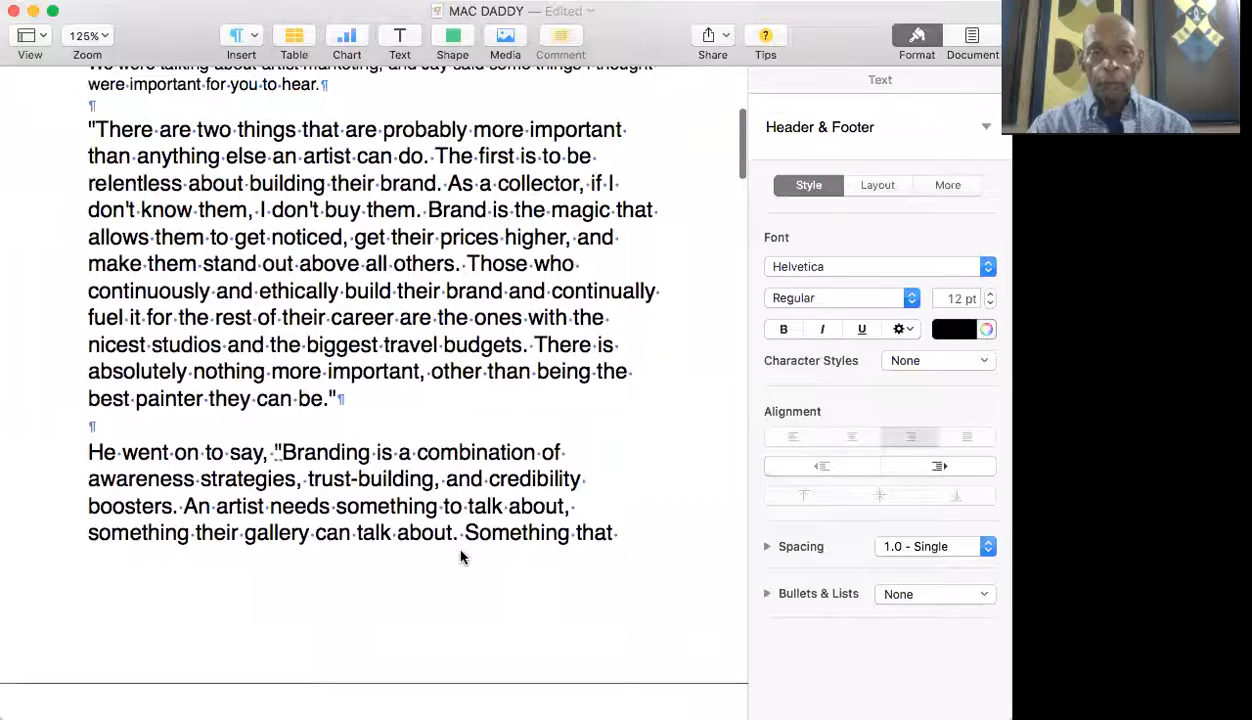 MAC DADDY — Edited
View
125%
Zoom
Insert
Table
Chart
Text
Shape
Media
Comment
Share
Tips
Format
Document
were important for you to hear.¶
¶
"There are two things that are probably more important
than anything else an artist can do. The first is to be
relentless about building their brand. As a collector, if I
don't know them, I don't buy them. Brand is the magic that
allows them to get noticed, get their prices higher, and
make them stand out above all others. Those who
continuously and ethically build their brand and continually
fuel it for the rest of their career are the ones with the
nicest studios and the biggest travel budgets. There is
absolutely nothing more important, other than being the
best painter they can be."¶
¶
He went on to say, "Branding is a combination of
awareness strategies, trust-building, and credibility
boosters. An artist needs something to talk about,
something their gallery can talk about. Something that
Text
Header & Footer
Style
Layout
More
Font
Helvetica
Regular
12 pt
B
I
U
Character Styles
None
Alignment
Spacing
1.0 - Single
Bullets & Lists
None